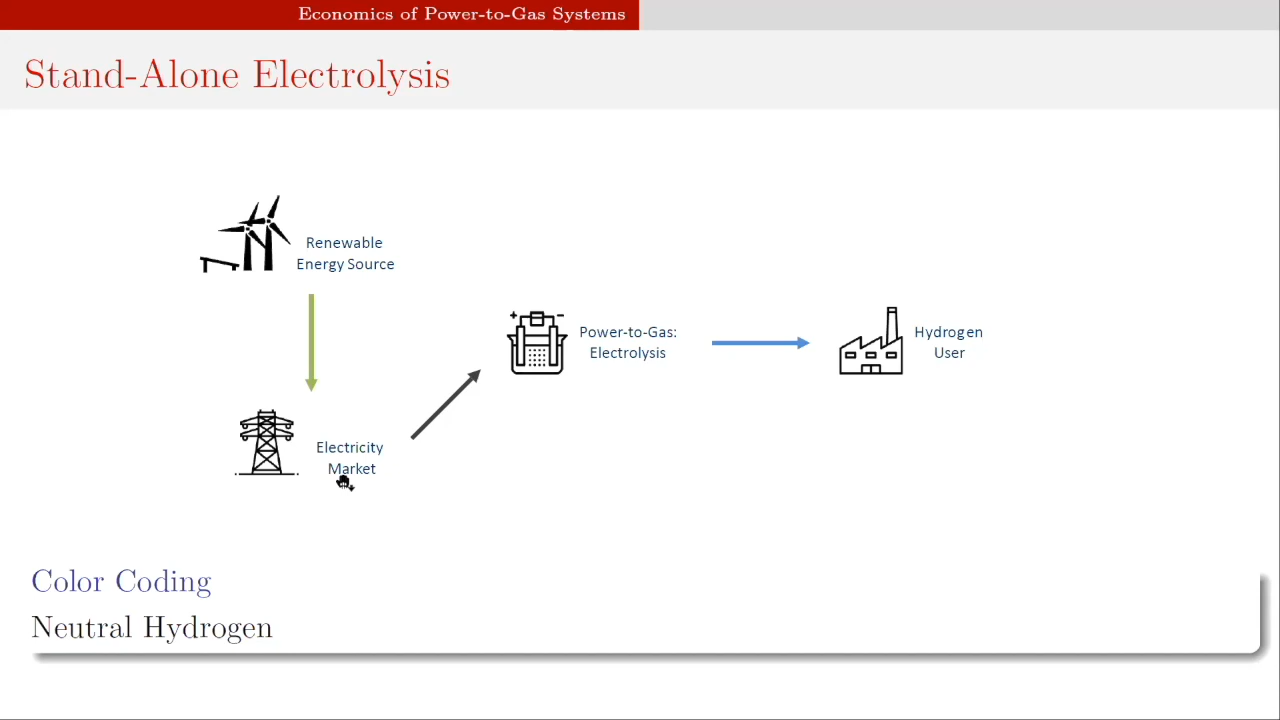 Economics of Power-to-Gas Systems
Stand-Alone Electrolysis
Renewable
Energy Source
Power-to-Gas:
Electrolysis
Hydrogen
User
Electricity
Market
Color Coding
Neutral Hydrogen